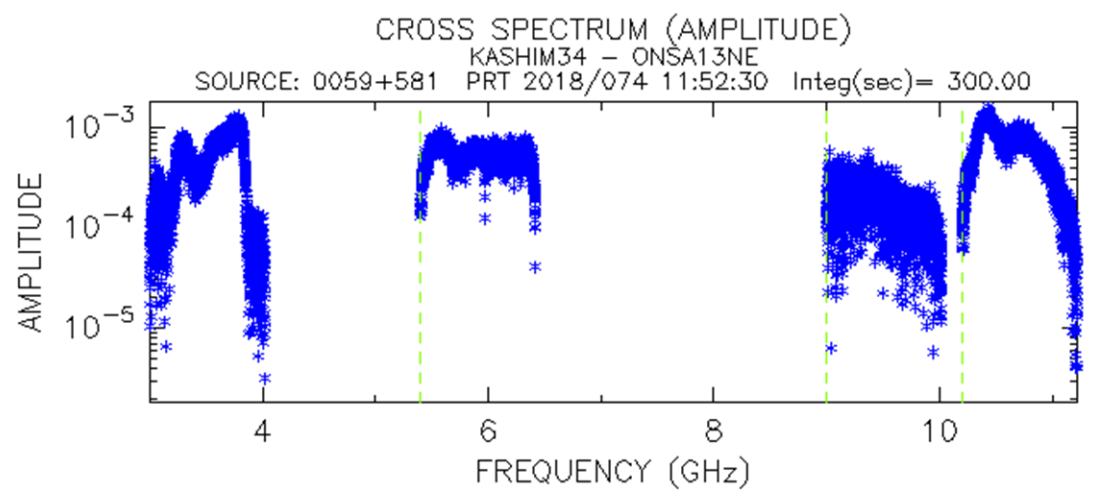 CROSS SPECTRUM (AMPLITUDE)
KASHIM34 – ONSA13NE
SOURCE: 0059+581 PRT 2018/074 11:52:30 Integ(sec)= 300.00
AMPLITUDE
10⁻³
10⁻⁴
10⁻⁵
4 6 8 10
FREQUENCY (GHz)